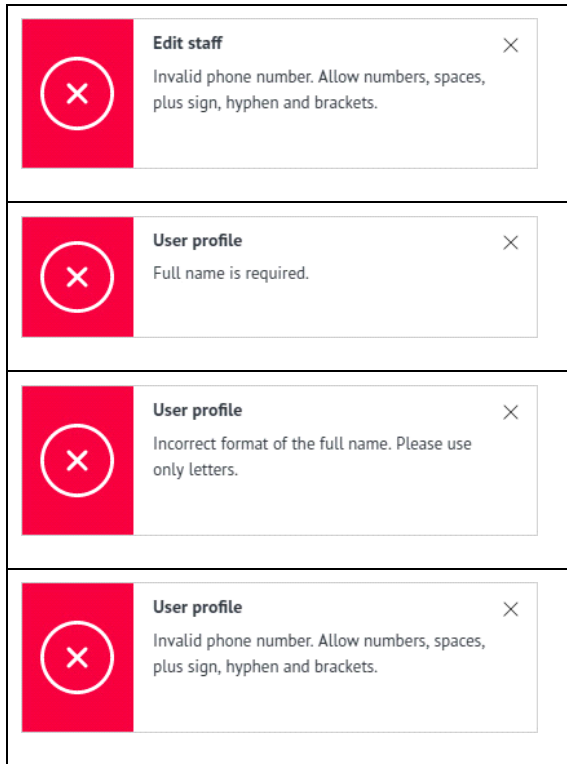 Edit staff
Invalid phone number. Allow numbers, spaces,
plus sign, hyphen and brackets.
User profile
Full name is required.
User profile
Incorrect format of the full name. Please use
only letters.
User profile
Invalid phone number. Allow numbers, spaces,
plus sign, hyphen and brackets.